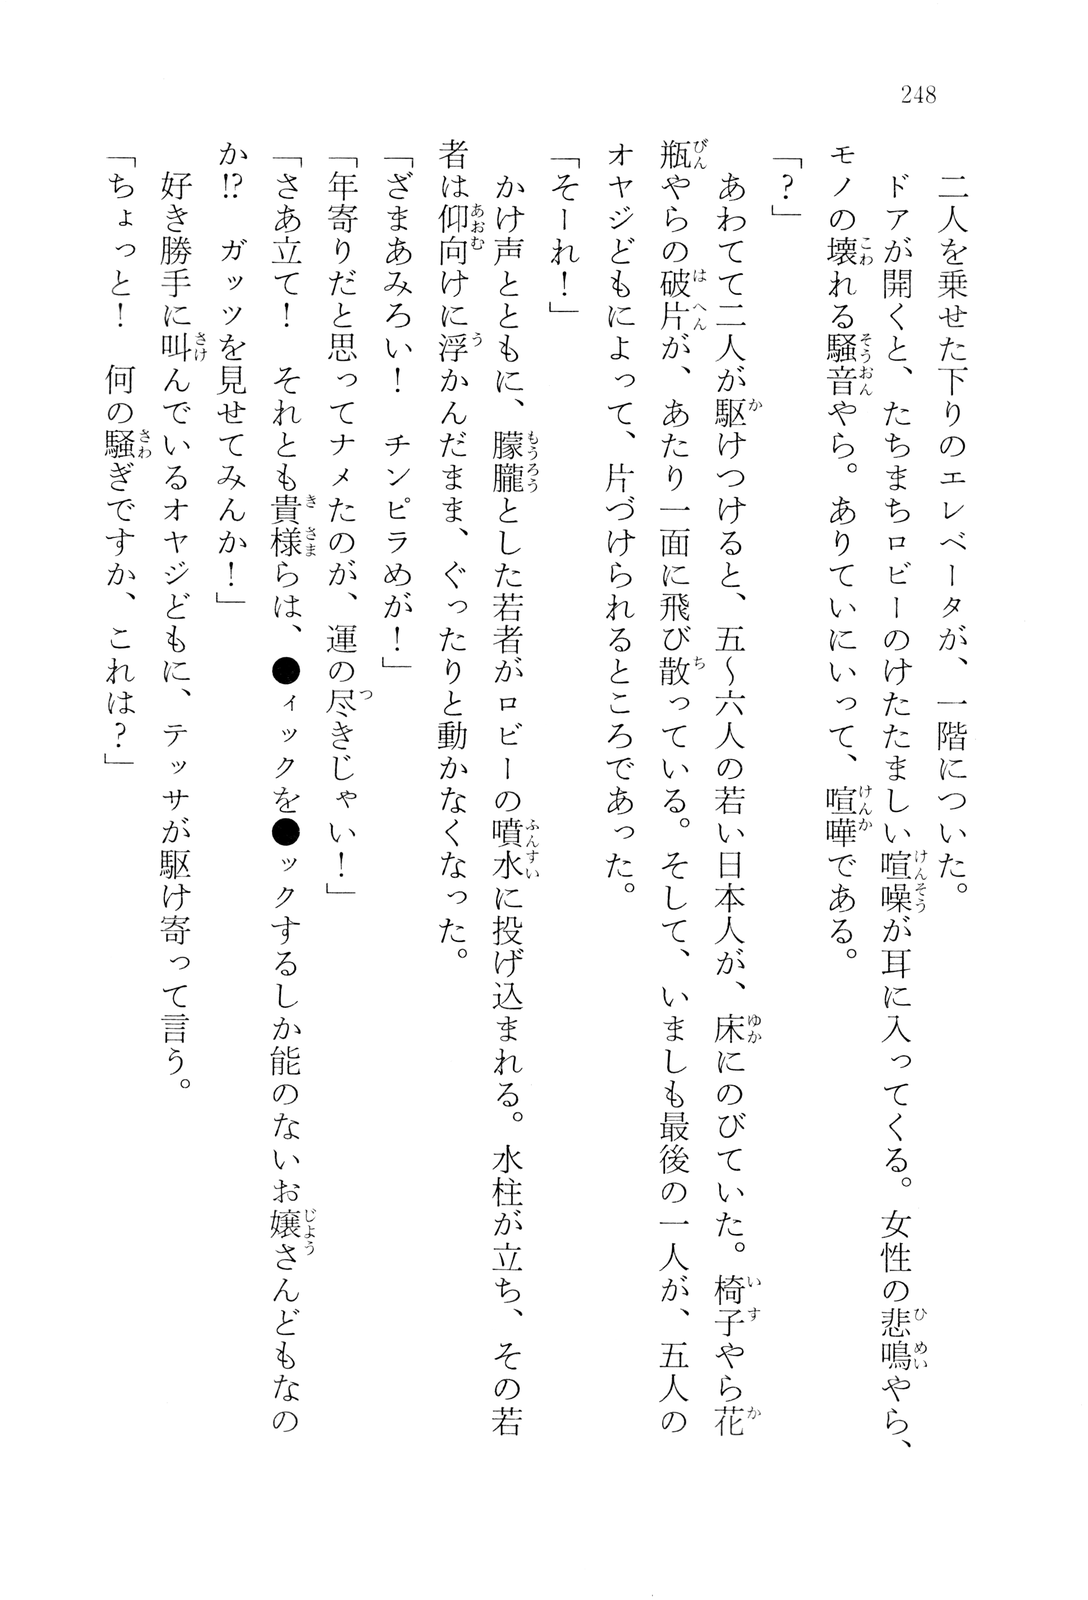 248
二人を乗せた下りのエレベータが、一階についた。
ドアが開くと、たちまちロビーのけたたましい喧噪が耳に入ってくる。女性の悲鳴やら、
モノの壊れる騒音やら。ありていにいって、喧嘩である。
「？」
あわてて二人が駆けつけると、五～六人の若い日本人が、床にのびていた。椅子やら花
瓶やらの破片が、あたり一面に飛び散っている。そして、いましも最後の一人が、五人の
オヤジどもによって、片づけられるところであった。
「そーれ！」
かけ声とともに、朦朧とした若者がロビーの噴水に投げ込まれる。水柱が立ち、その若
者は仰向けに浮かんだまま、ぐったりと動かなくなった。
「ざまあみろい！　チンピラめが！」
「年寄りだと思ってナメたのが、運の尽きじゃい！」
「さあ立て！　それとも貴様らは、●ィックを●ックするしか能のないお嬢さんどもなの
か!?　ガッツを見せてみんか！」
好き勝手に叫んでいるオヤジどもに、テッサが駆け寄って言う。
「ちょっと！　何の騒ぎですか、これは？」